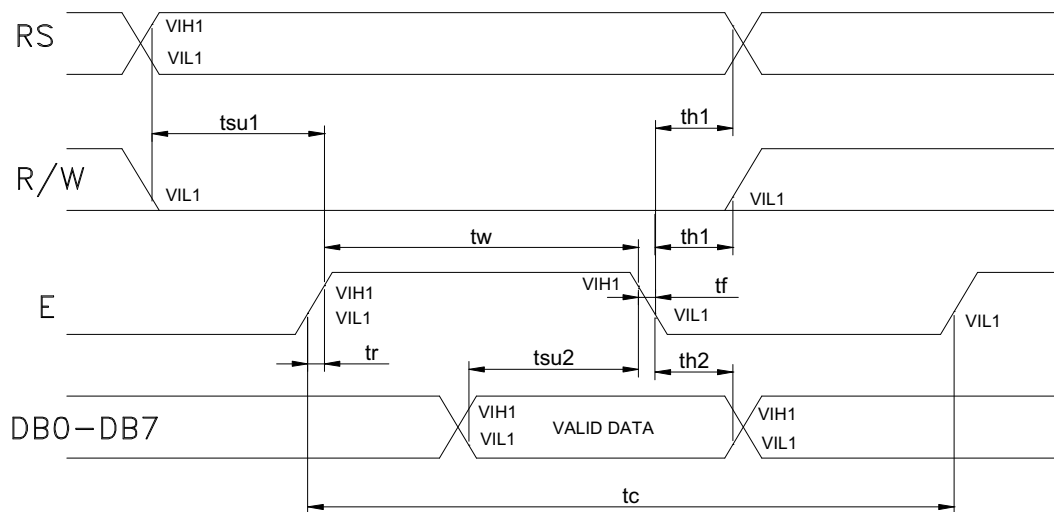 RS
VIH1
VIL1
tsu1
th1
R/W
VIL1
VIL1
tw
th1
E
VIH1
VIL1
VIH1
tf
VIL1
VIL1
tr
tsu2
th2
DB0-DB7
VIH1
VIL1
VALID DATA
VIH1
VIL1
tc